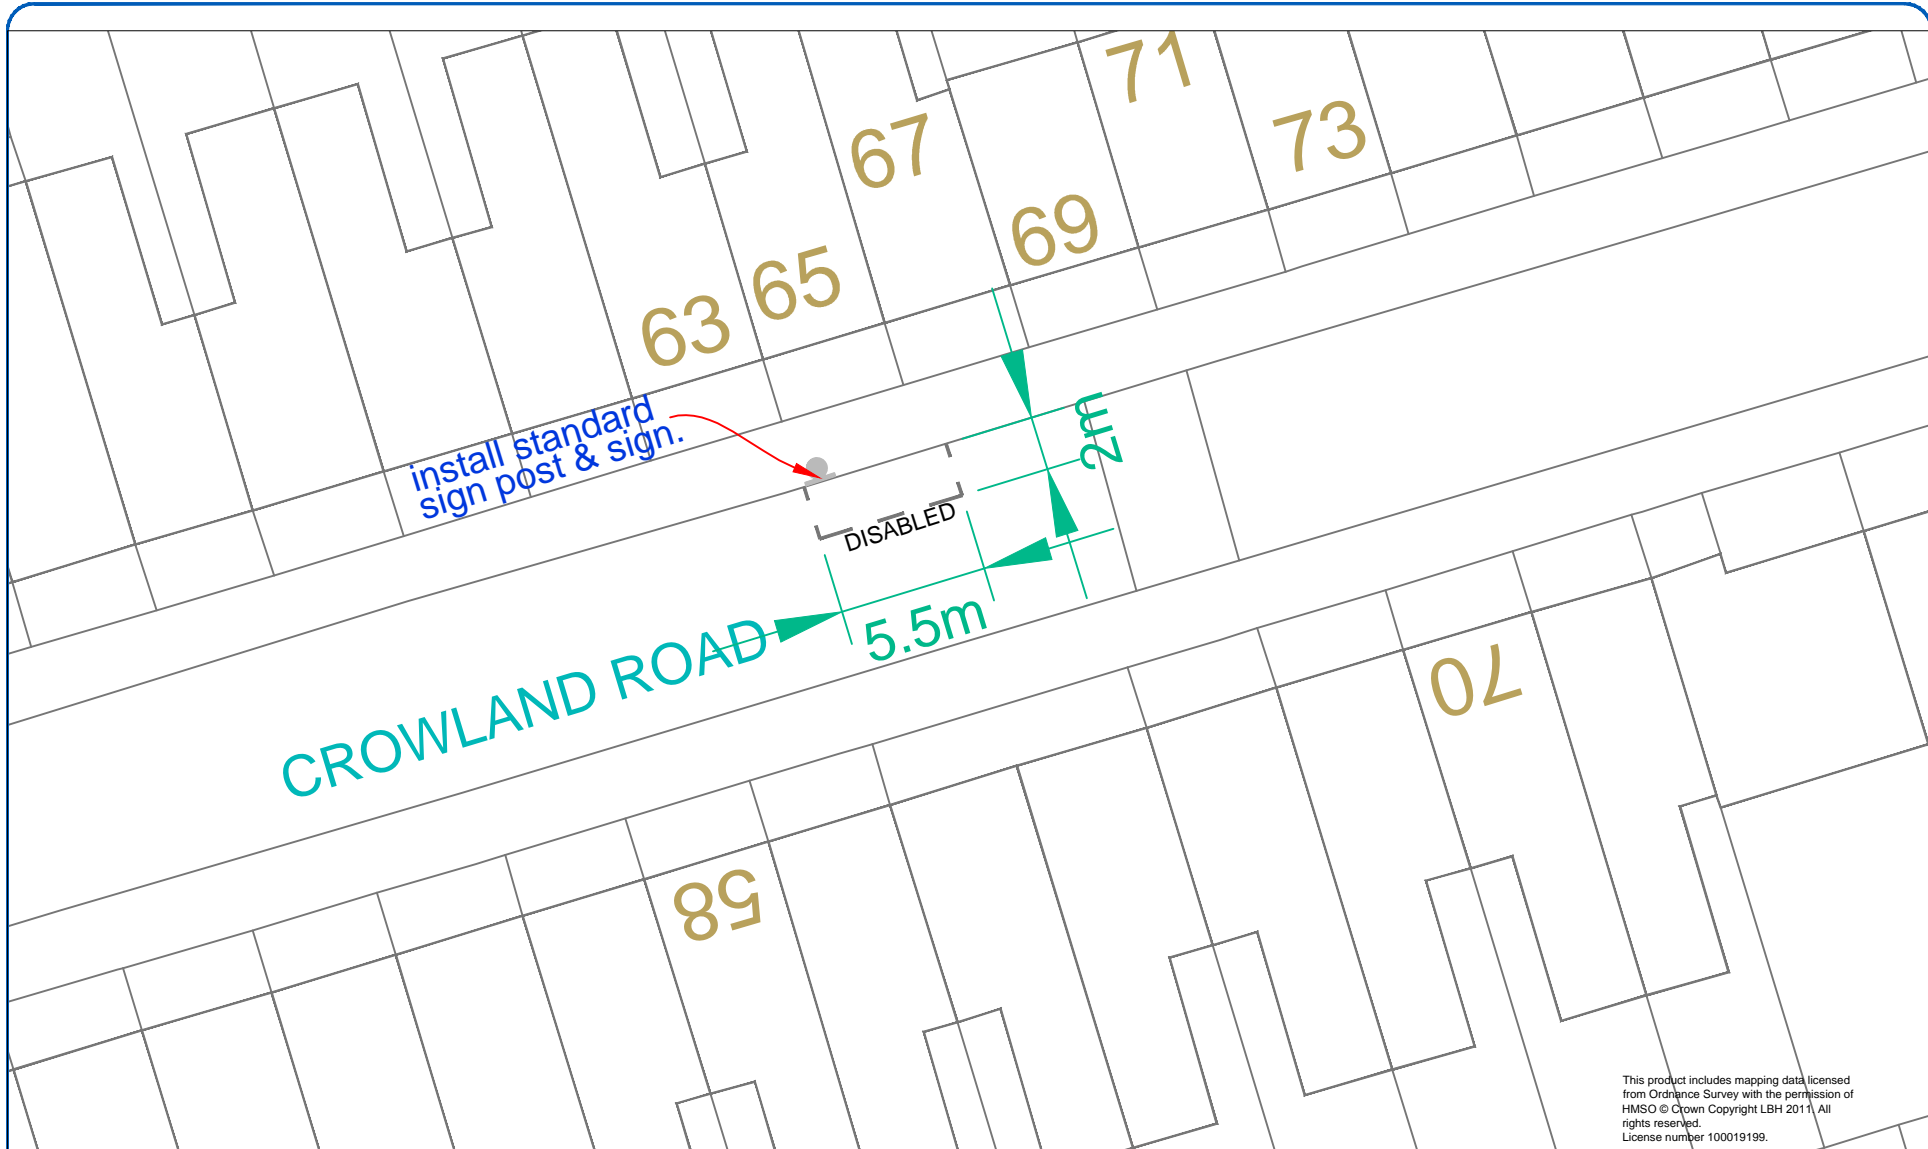 71
67
73
69
65
63
install standard
sign post & sign.
2m
DISABLED
5.5m
CROWLAND ROAD
70
58
This product includes mapping data licensed
from Ordnance Survey with the permission of
HMSO © Crown Copyright LBH 2011. All
rights reserved.
License number 100019199.